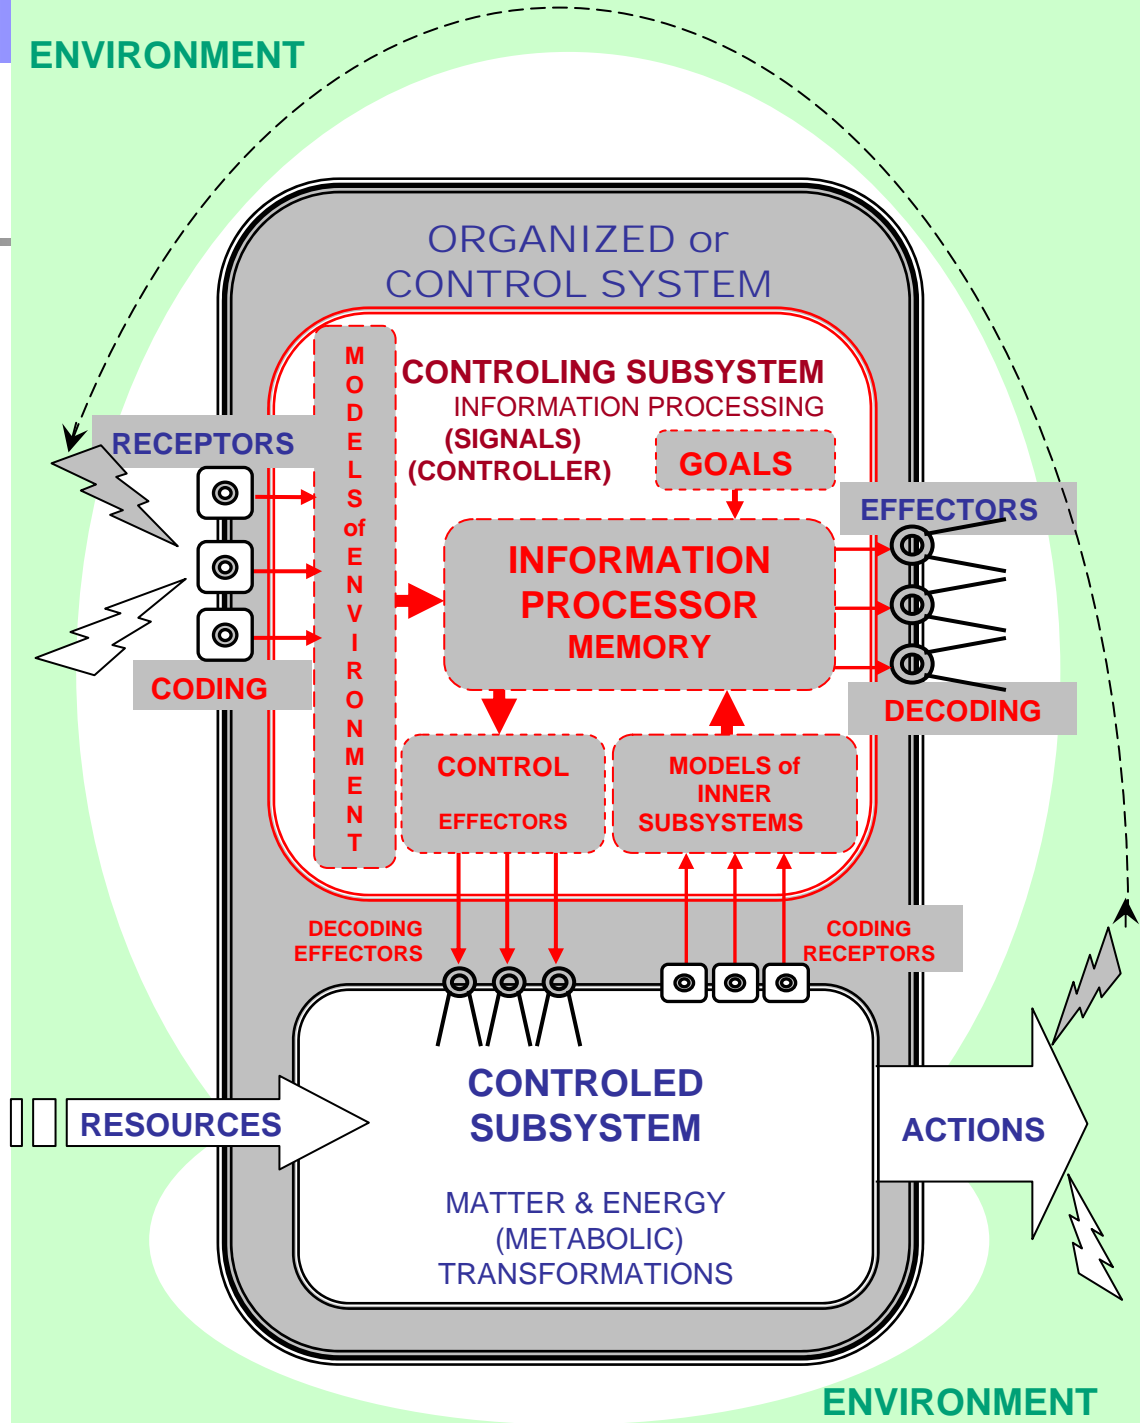 ENVIRONMENT
ORGANIZED or
CONTROL SYSTEM
MODELS of ENVIRONMENT
CONTROLING SUBSYSTEM
INFORMATION PROCESSING
(SIGNALS)
(CONTROLLER)
GOALS
RECEPTORS
CODING
EFFECTORS
DECODING
INFORMATION
PROCESSOR
MEMORY
CONTROL
EFFECTORS
MODELS of
INNER
SUBSYSTEMS
DECODING
EFFECTORS
CODING
RECEPTORS
RESOURCES
CONTROLED
SUBSYSTEM
MATTER & ENERGY
(METABOLIC)
TRANSFORMATIONS
ACTIONS
ENVIRONMENT